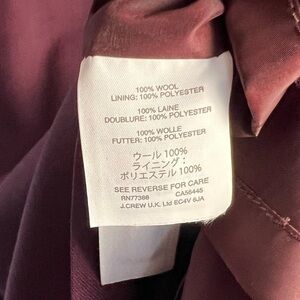 100% WOOL
LINING: 100% POLYESTER
100% LAINE
DOUBLURE: 100% POLYESTER
100% WOLLE
FUTTER: 100% POLYESTER
ウール 100%
ライニング :
ポリエステル 100%
SEE REVERSE FOR CARE
RN77388 CA56445
J.CREW U.K. Ltd EC4V 6JA